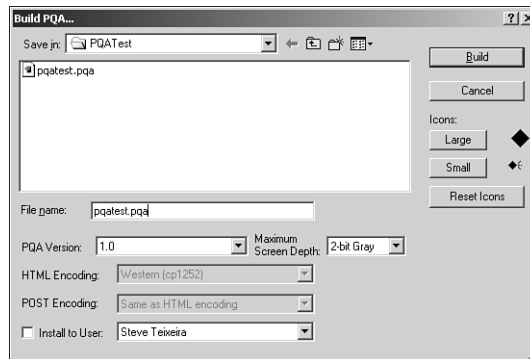 Build PQA...
Save in: PQATest
pqatest.pqa
Build
Cancel
Icons:
Large
Small
Reset Icons
File name: pqatest.pqa
PQA Version: 1.0 Maximum Screen Depth: 2-bit Gray
HTML Encoding: Western (cp1252)
POST Encoding: Same as HTML encoding
Install to User: Steve Teixeira